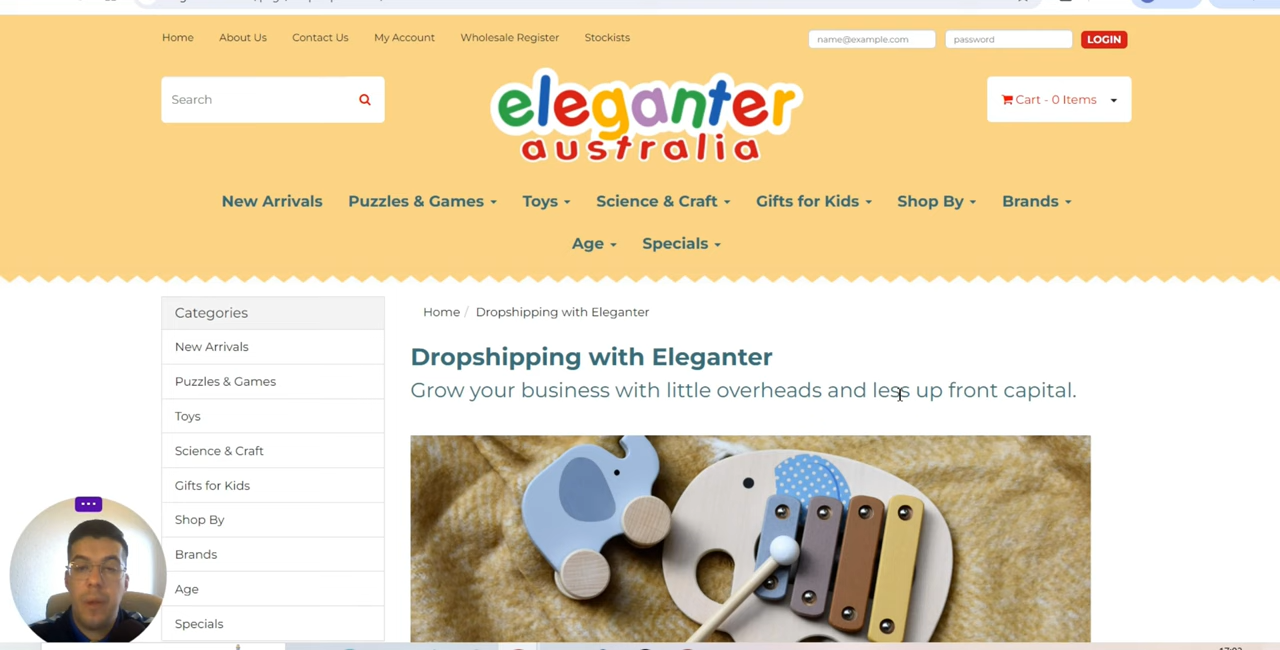 Home About Us Contact Us My Account Wholesale Register Stockists
name@example.com password LOGIN
Search
eleganter
australia
Cart - 0 Items
New Arrivals Puzzles & Games Toys Science & Craft Gifts for Kids Shop By Brands
Age Specials
Categories
New Arrivals
Puzzles & Games
Toys
Science & Craft
Gifts for Kids
Shop By
Brands
Age
Specials
Home / Dropshipping with Eleganter
Dropshipping with Eleganter
Grow your business with little overheads and less up front capital.